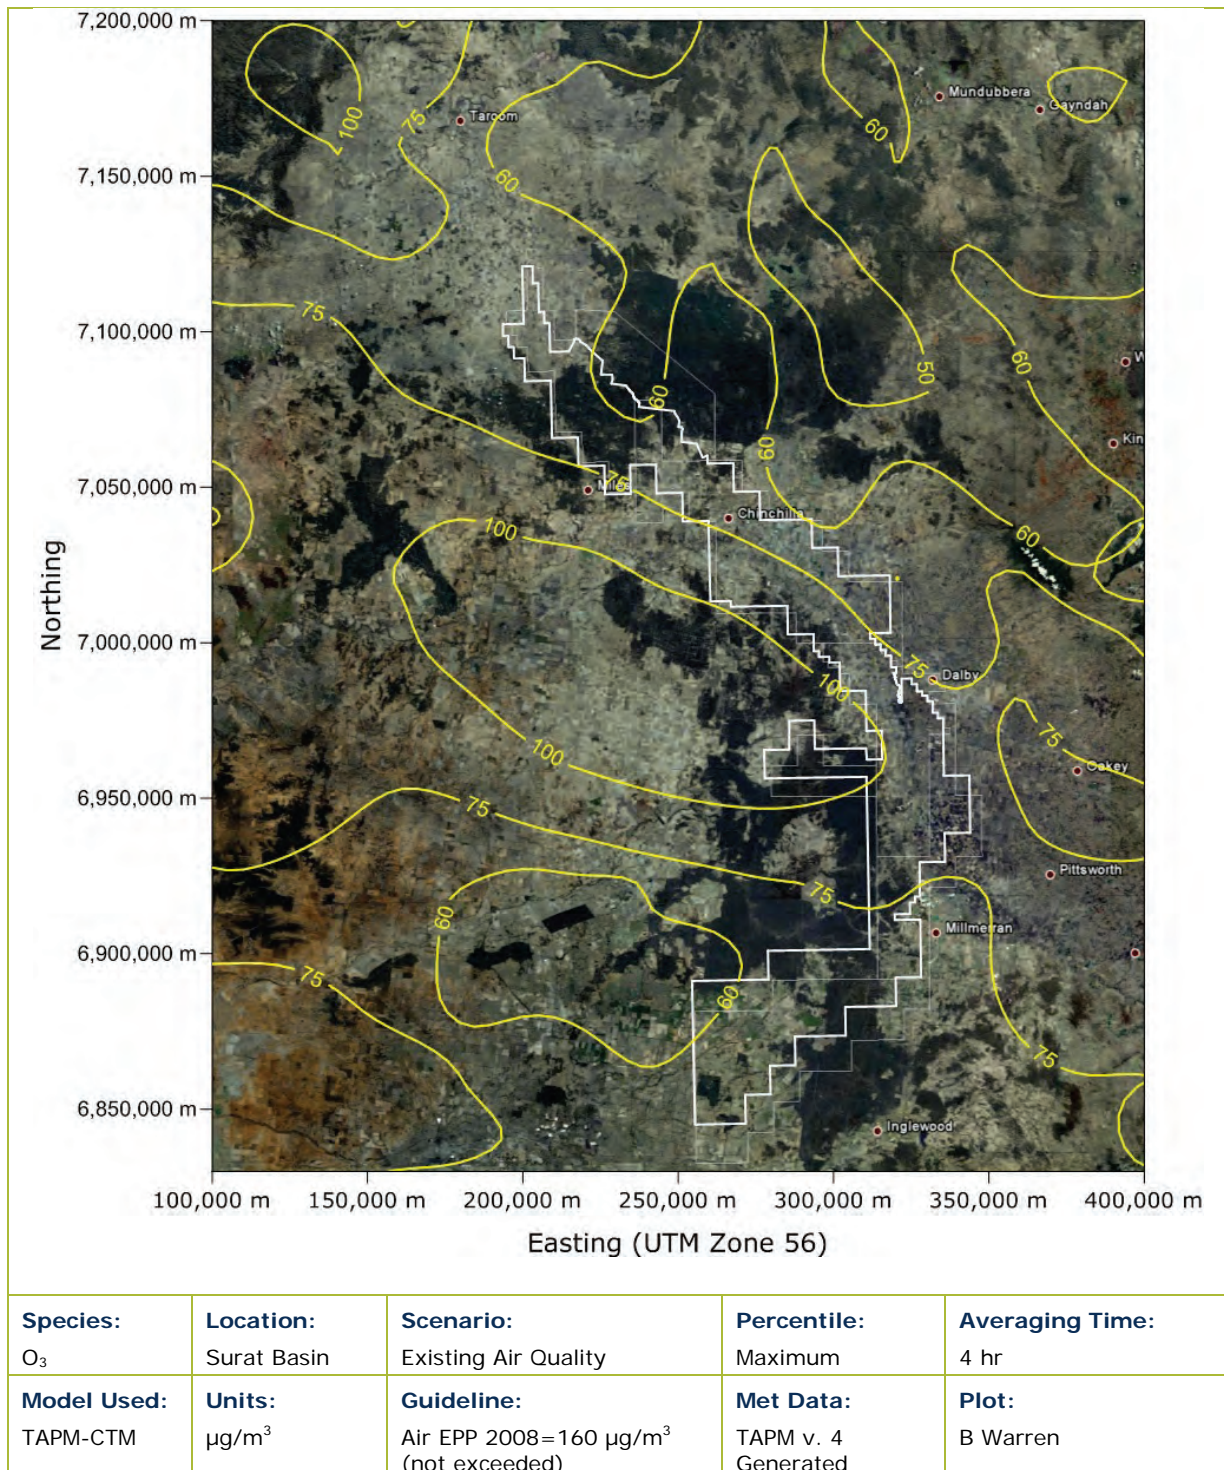 7,200,000 m
Mundubbera
Gayndah
100
75
Taroom
60
7,150,000 m
60
75
7,100,000 m
60
50
W
60
Kin
60
7,050,000 m
75
Miles
Chinchilla
100
60
Northing
7,000,000 m
75
Dalby
100
75
100
Oakey
6,950,000 m
75
75
Pittsworth
60
Millmerran
6,900,000 m
75
60
75
6,850,000 m
Inglewood
100,000 m
150,000 m
200,000 m
250,000 m
300,000 m
350,000 m
400,000 m
Easting (UTM Zone 56)
Species:
O₃
Location:
Surat Basin
Scenario:
Existing Air Quality
Percentile:
Maximum
Averaging Time:
4 hr
Model Used:
TAPM-CTM
Units:
µg/m³
Guideline:
Air EPP 2008=160 µg/m³
(not exceeded)
Met Data:
TAPM v. 4
Generated
Plot:
B Warren